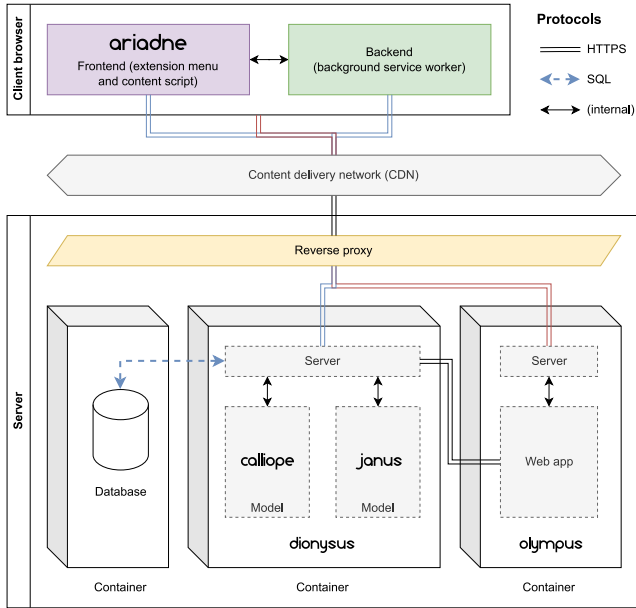 Client browser
ariadne
Frontend (extension menu
and content script)
Backend
(background service worker)
Protocols
HTTPS
SQL
(internal)
Content delivery network (CDN)
Server
Reverse proxy
Server
Server
calliope
janus
Web app
Database
Model
Model
dionysus
olympus
Container
Container
Container